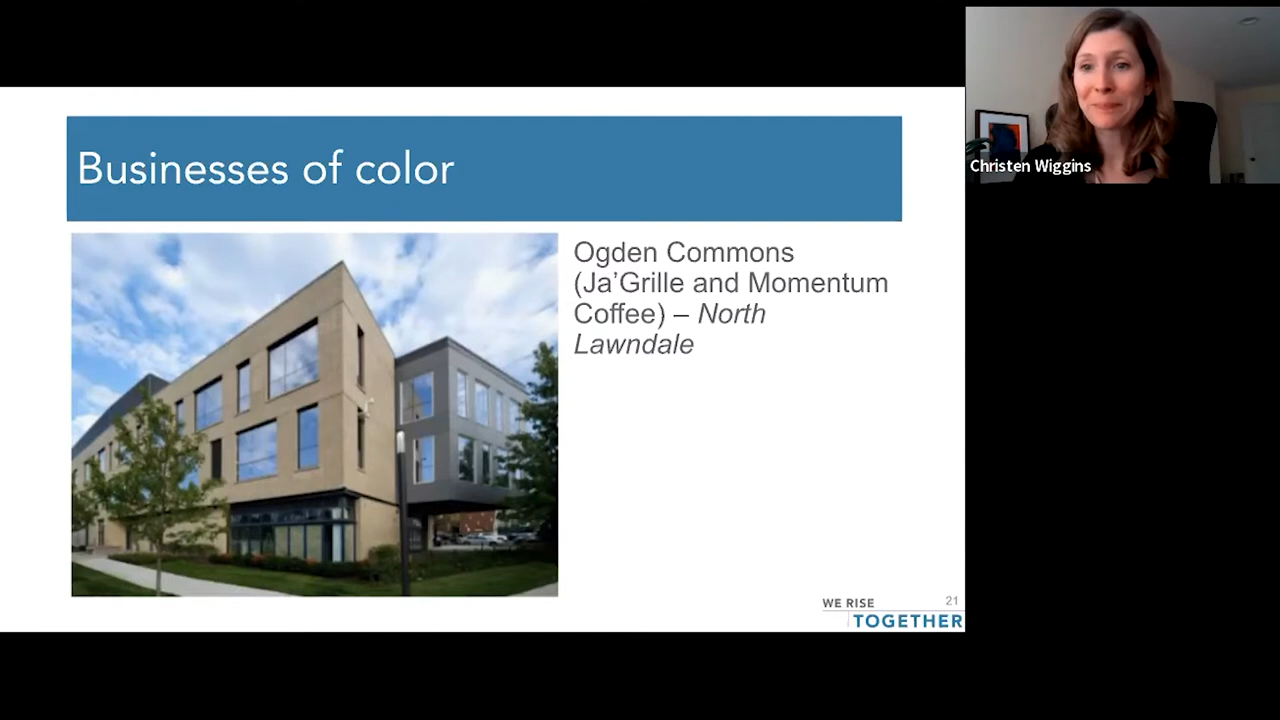 Businesses of color
Ogden Commons
(Ja’Grille and Momentum
Coffee) – North
Lawndale
WE RISE
21
TOGETHER
Christen Wiggins